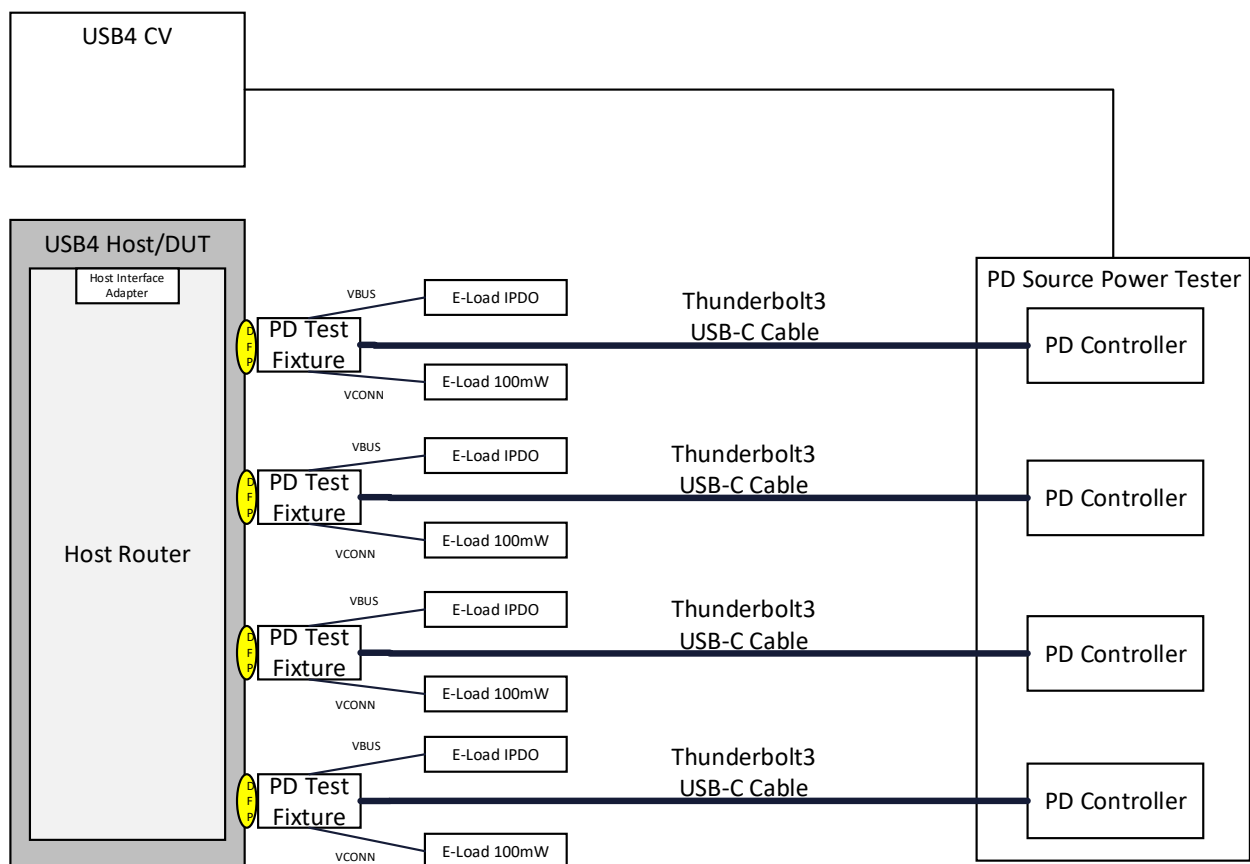 USB4 CV
USB4 Host/DUT
Host Interface
Adapter
Host Router
D
F
P
PD Test
Fixture
VBUS
E-Load IPDO
VCONN
E-Load 100mW
Thunderbolt3
USB-C Cable
PD Source Power Tester
PD Controller
D
F
P
PD Test
Fixture
VBUS
E-Load IPDO
VCONN
E-Load 100mW
Thunderbolt3
USB-C Cable
PD Controller
D
F
P
PD Test
Fixture
VBUS
E-Load IPDO
VCONN
E-Load 100mW
Thunderbolt3
USB-C Cable
PD Controller
D
F
P
PD Test
Fixture
VBUS
E-Load IPDO
VCONN
E-Load 100mW
Thunderbolt3
USB-C Cable
PD Controller